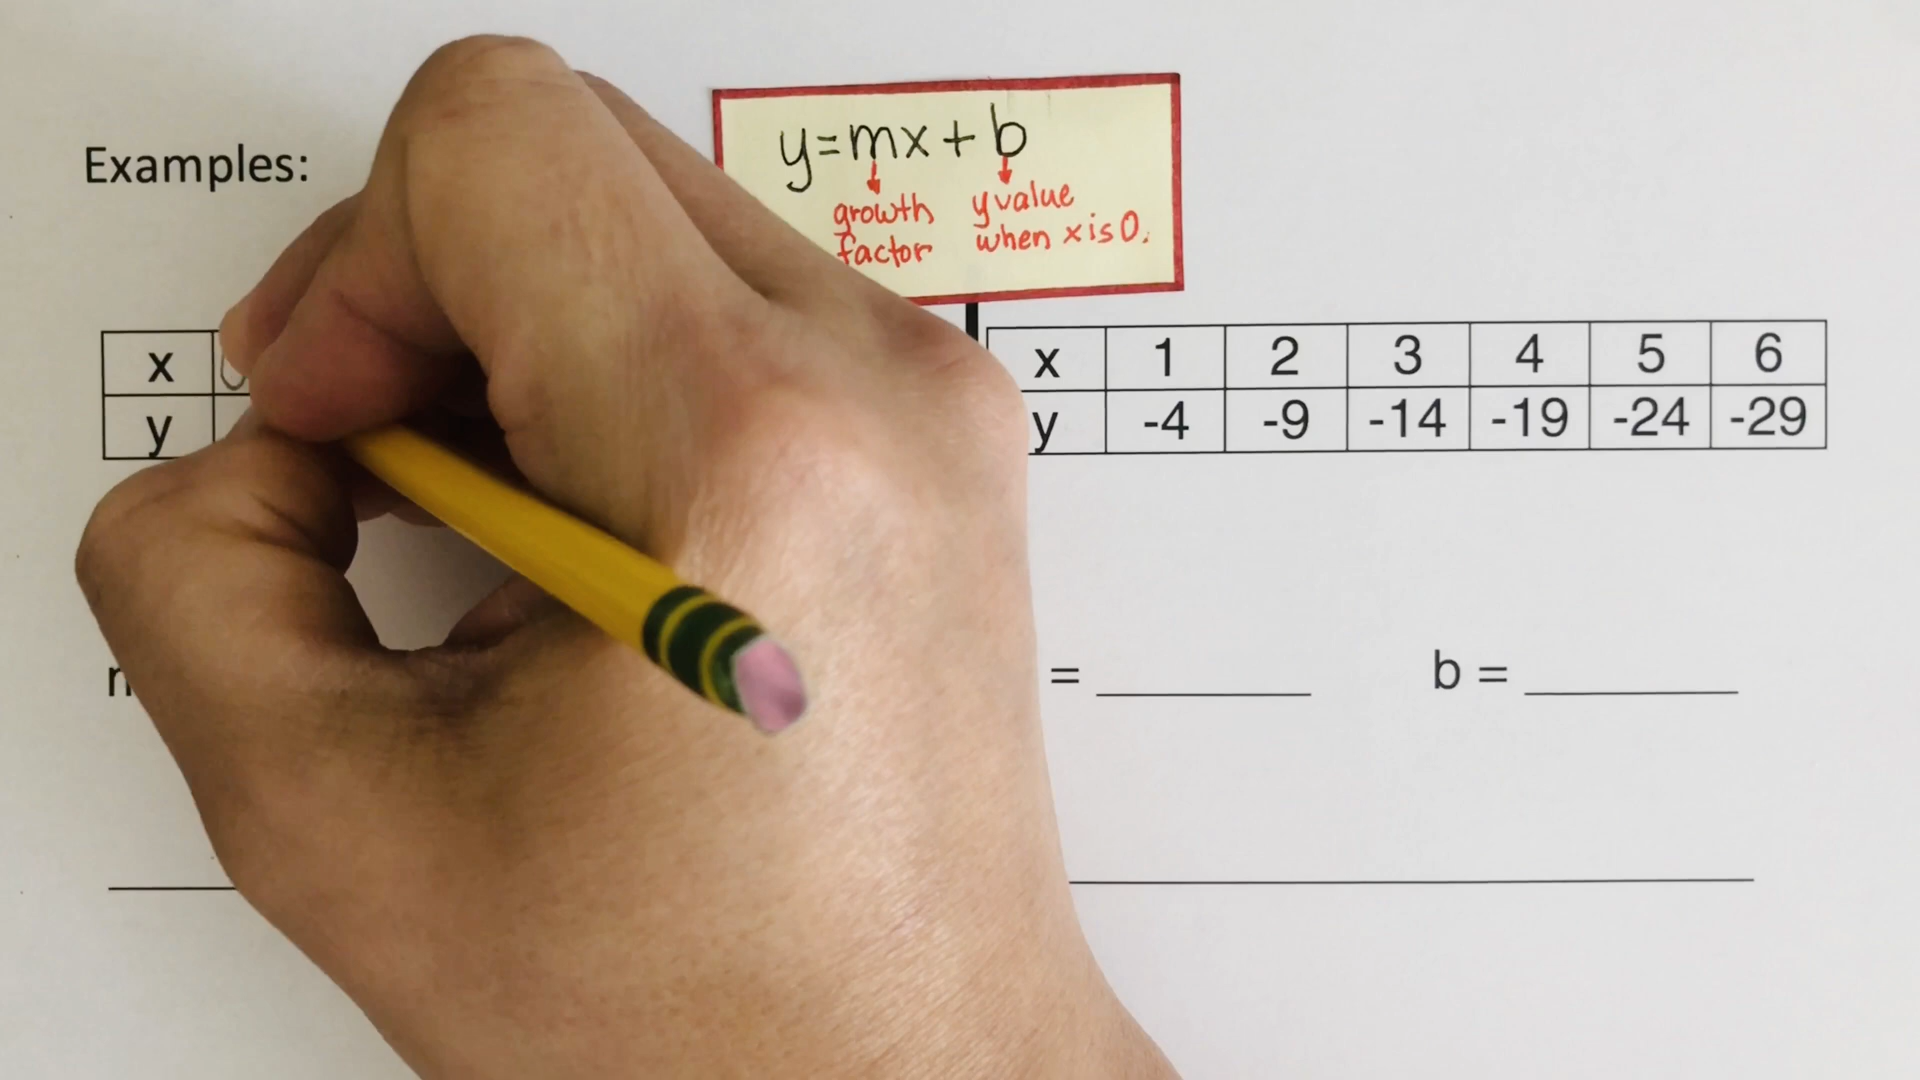 Examples:
y=mx+b
growth factor
y value when x is 0.
x
y
x 1 2 3 4 5 6
y -4 -9 -14 -19 -24 -29
=
b =